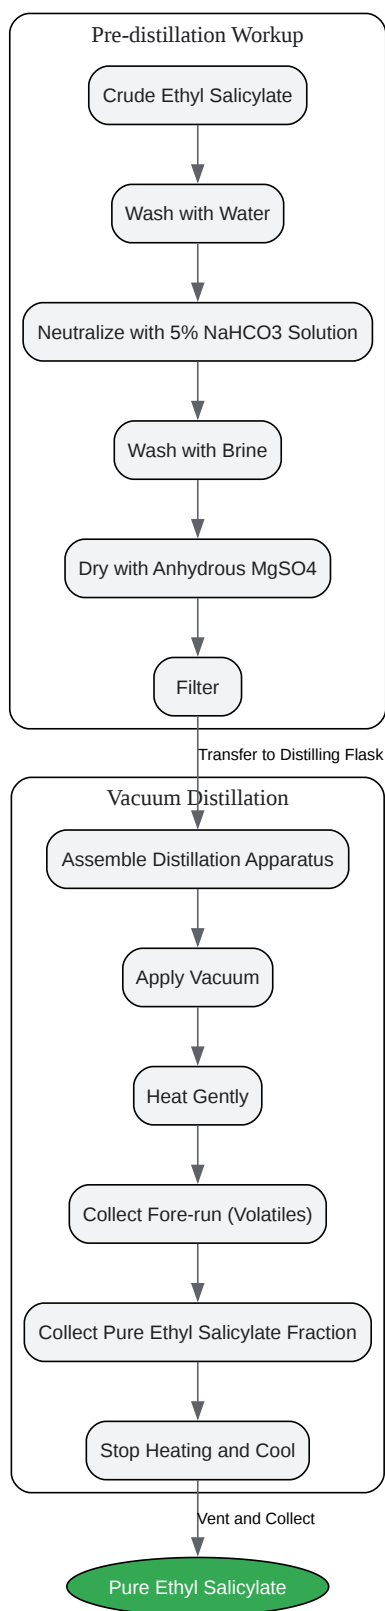 Pre-distillation Workup
Crude Ethyl Salicylate
Wash with Water
Neutralize with 5% NaHCO3 Solution
Wash with Brine
Dry with Anhydrous MgSO4
Filter
Transfer to Distilling Flask
Vacuum Distillation
Assemble Distillation Apparatus
Apply Vacuum
Heat Gently
Collect Fore-run (Volatiles)
Collect Pure Ethyl Salicylate Fraction
Stop Heating and Cool
Vent and Collect
Pure Ethyl Salicylate